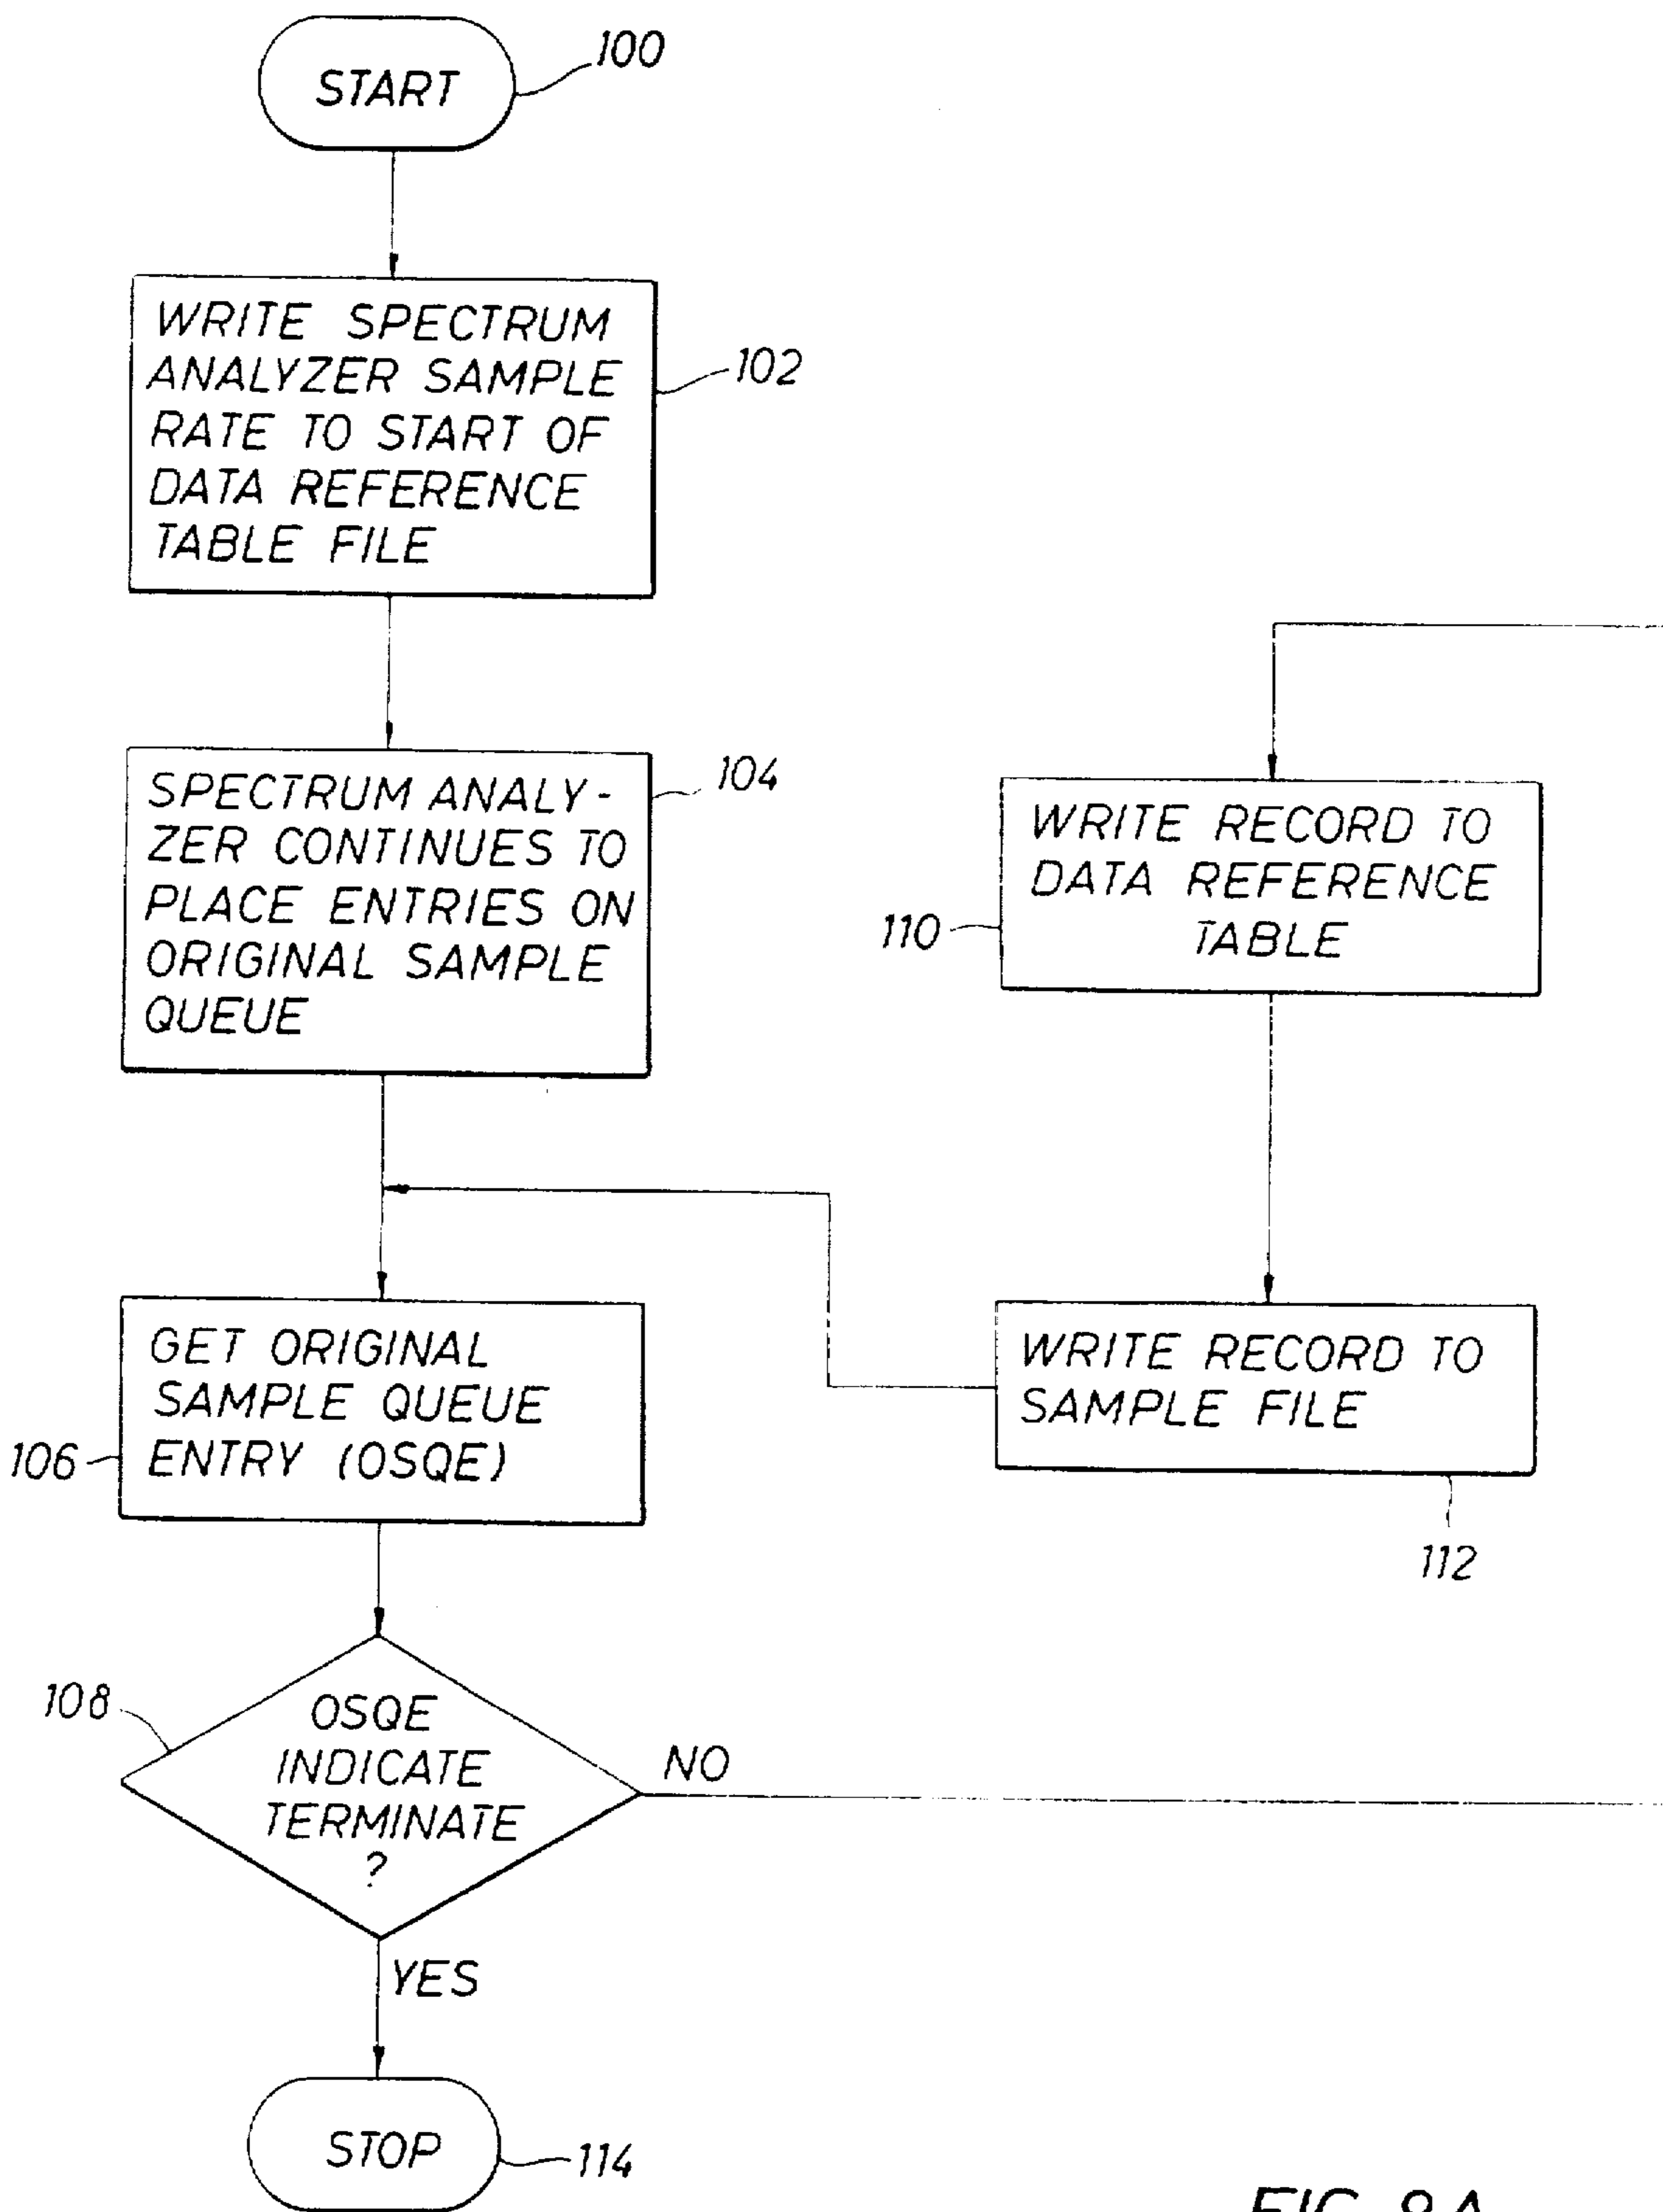 START
100
WRITE SPECTRUM
ANALYZER SAMPLE
RATE TO START OF
DATA REFERENCE
TABLE FILE
102
SPECTRUM ANALY-
ZER CONTINUES TO
PLACE ENTRIES ON
ORIGINAL SAMPLE
QUEUE
104
WRITE RECORD TO
DATA REFERENCE
TABLE
110
GET ORIGINAL
SAMPLE QUEUE
ENTRY (OSQE)
106
WRITE RECORD TO
SAMPLE FILE
112
OSQE
INDICATE
TERMINATE
?
108
NO
YES
STOP
114